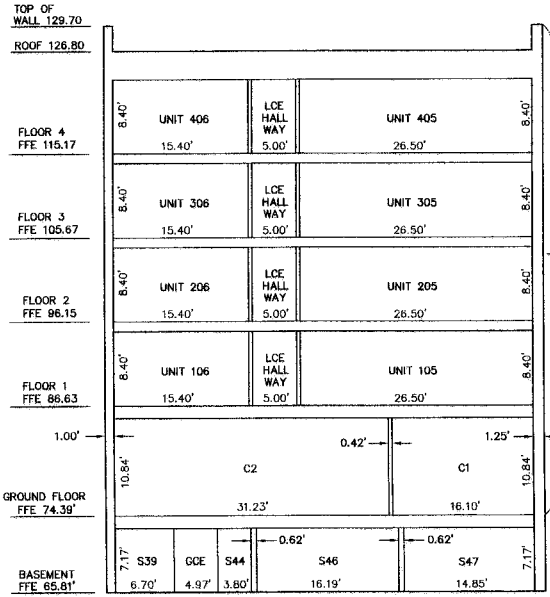 TOP OF
WALL 129.70
ROOF 126.80
8.40'
UNIT 406
15.40'
LCE
HALL
WAY
5.00'
UNIT 405
26.50'
8.40'
FLOOR 4
FFE 115.17
8.40'
UNIT 306
15.40'
LCE
HALL
WAY
5.00'
UNIT 305
26.50'
8.40'
FLOOR 3
FFE 105.67
8.40'
UNIT 206
15.40'
LCE
HALL
WAY
5.00'
UNIT 205
26.50'
8.40'
FLOOR 2
FFE 96.15
8.40'
UNIT 106
15.40'
LCE
HALL
WAY
5.00'
UNIT 105
26.50'
8.40'
FLOOR 1
FFE 86.63
1.00'
0.42'
1.25'
10.84'
C2
31.23'
C1
16.10'
10.84'
GROUND FLOOR
FFE 74.39'
0.62'
0.62'
7.17'
S39
6.70'
GCE
4.97'
S44
3.80'
S46
16.19'
S47
14.85'
7.17'
BASEMENT
FFE 65.81'